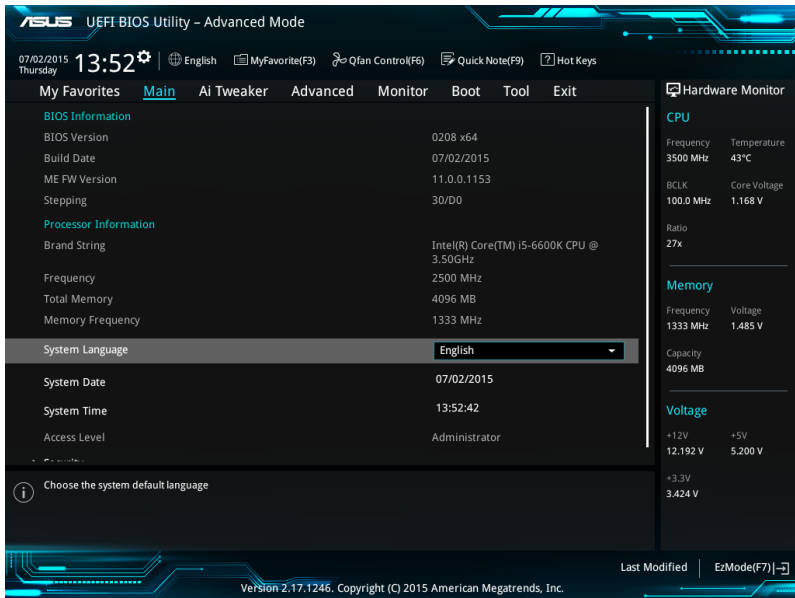 ASUS UEFI BIOS Utility – Advanced Mode
07/02/2015
Thursday
13:52
English
MyFavorite(F3)
Qfan Control(F6)
Quick Note(F9)
? Hot Keys
My Favorites
Main
Ai Tweaker
Advanced
Monitor
Boot
Tool
Exit
BIOS Information
BIOS Version 0208 x64
Build Date 07/02/2015
ME FW Version 11.0.0.1153
Stepping 30/D0
Processor Information
Brand String Intel(R) Core(TM) i5-6600K CPU @
3.50GHz
Frequency 2500 MHz
Total Memory 4096 MB
Memory Frequency 1333 MHz
System Language English
System Date 07/02/2015
System Time 13:52:42
Access Level Administrator
Choose the system default language
Hardware Monitor
CPU
Frequency Temperature
3500 MHz 43°C
BCLK Core Voltage
100.0 MHz 1.168 V
Ratio
27x
Memory
Frequency Voltage
1333 MHz 1.485 V
Capacity
4096 MB
Voltage
+12V +5V
12.192 V 5.200 V
+3.3V
3.424 V
Last Modified
EzMode(F7)
Version 2.17.1246. Copyright (C) 2015 American Megatrends, Inc.